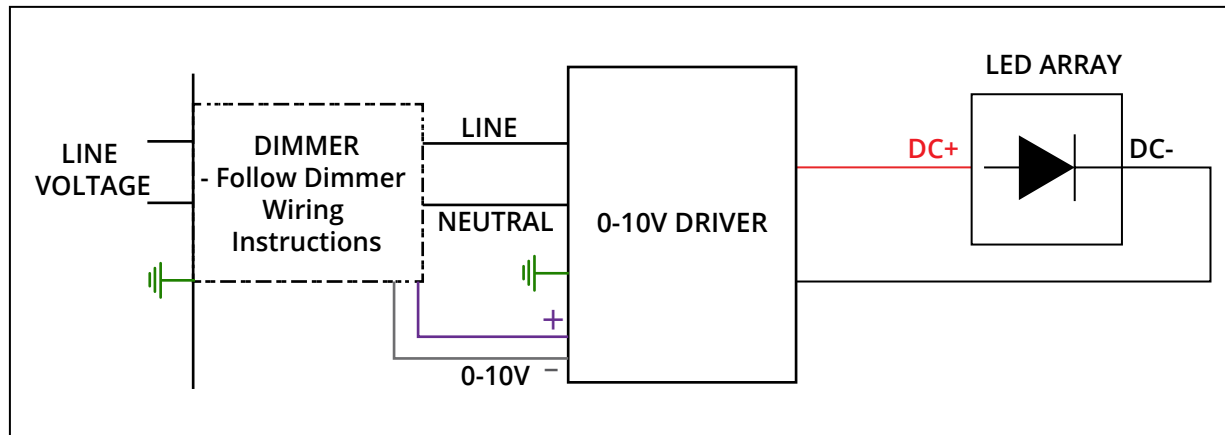 LINE
VOLTAGE
DIMMER
- Follow Dimmer
Wiring
Instructions
LINE
NEUTRAL
+
0-10V –
0-10V DRIVER
LED ARRAY
DC+
DC-